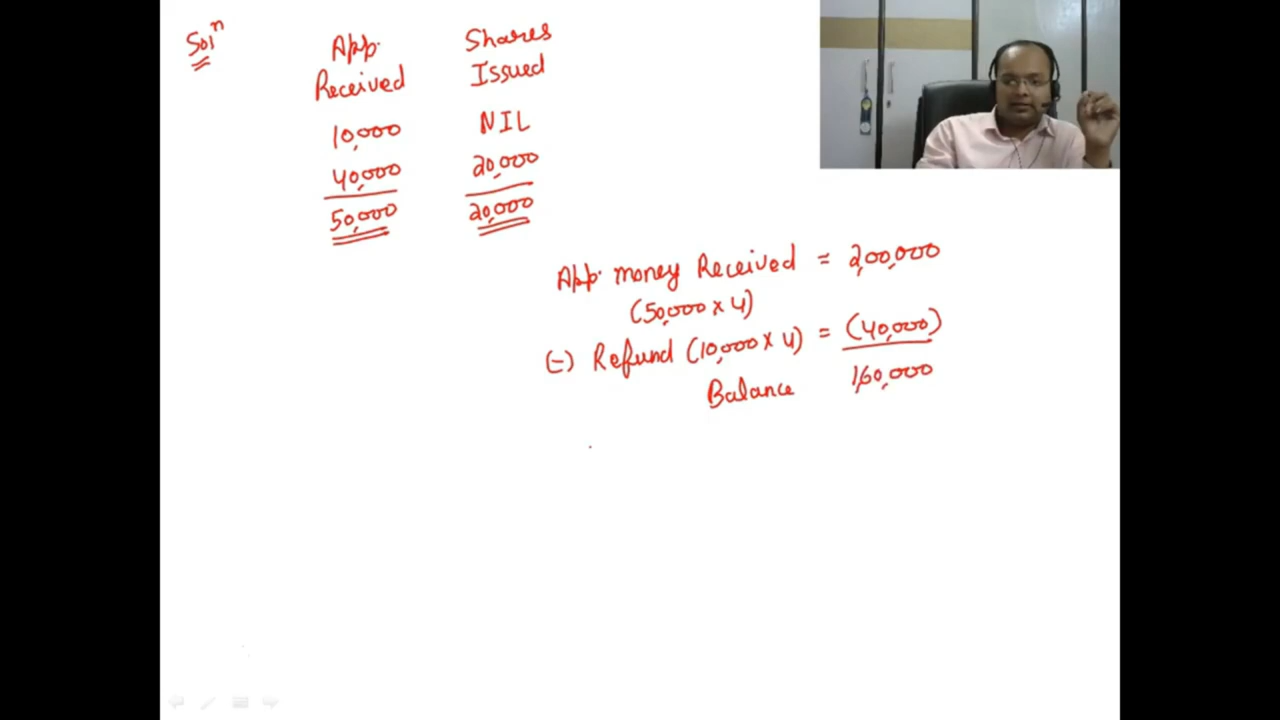 Solⁿ
App. Shares
Received Issued
10,000 NIL
40,000 20,000
50,000 20,000
App. money Received = 2,00,000
(50,000 x 4)
(-) Refund (10,000 x 4) = (40,000)
Balance 1,60,000